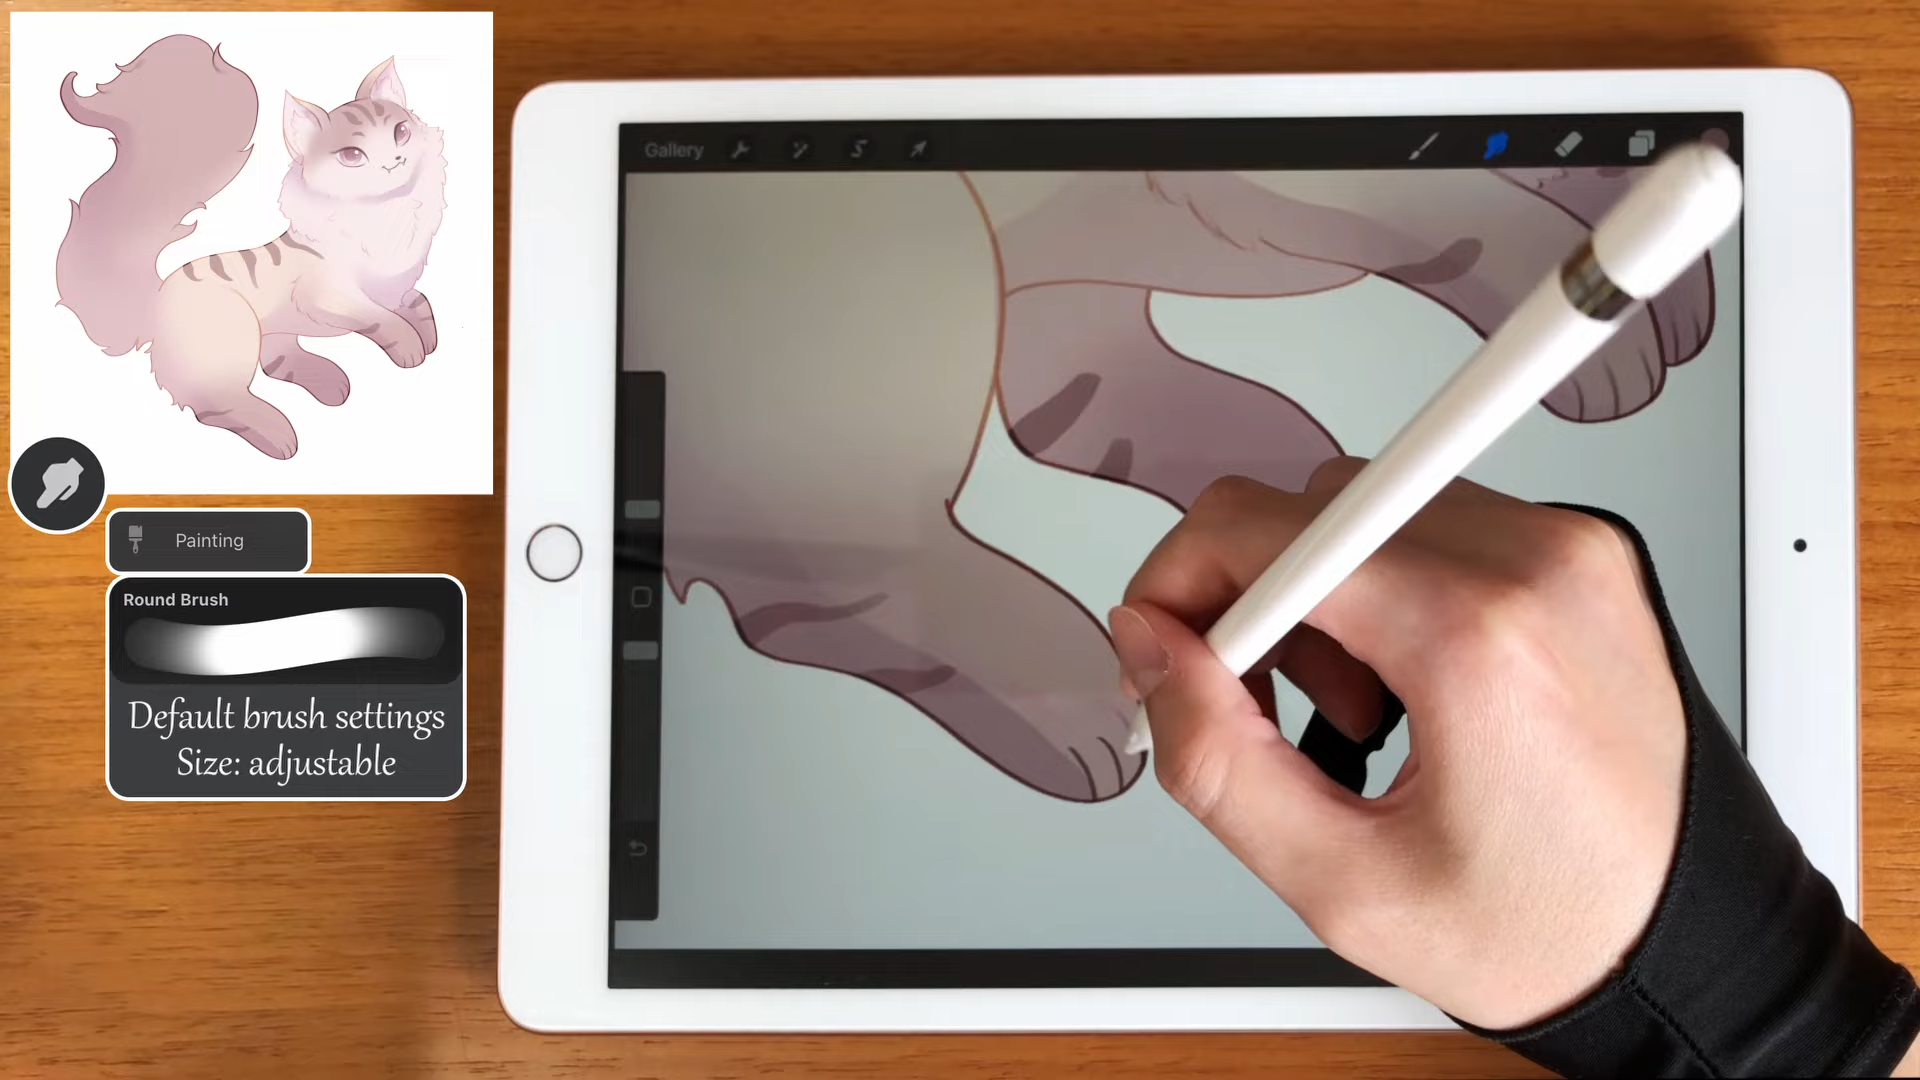 Gallery
Painting
Round Brush
Default brush settings
Size: adjustable